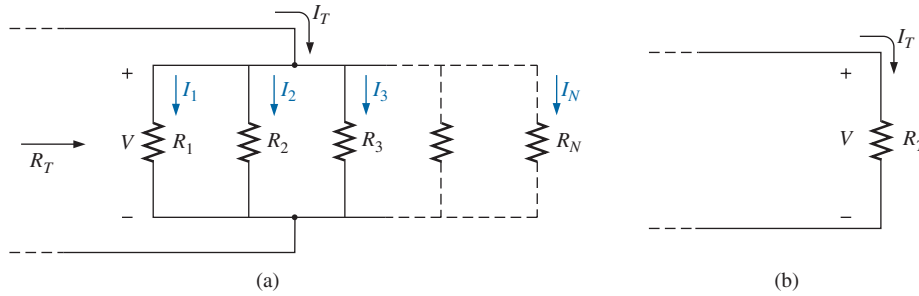 I_T
I_T
+
I_1
I_2
I_3
I_N
+
V
R_1
R_2
R_3
R_N
V
R_T
−
−
(a)
(b)